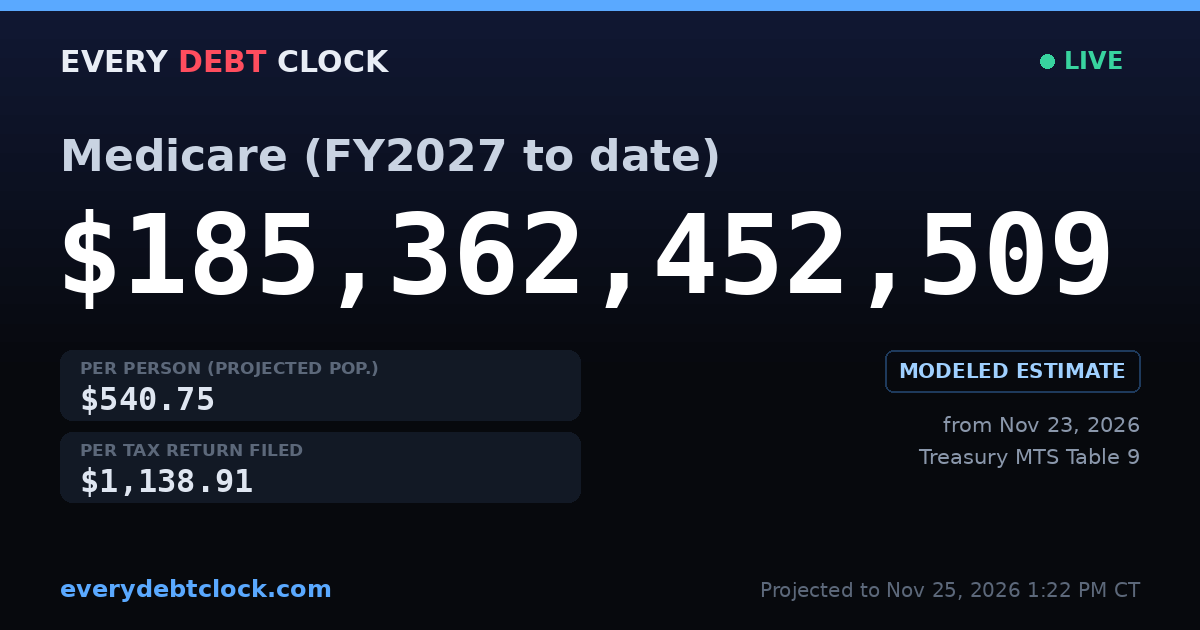 EVERY DEBT CLOCK
LIVE
Medicare (FY2027 to date)
$185,362,452,509
PER PERSON (PROJECTED POP.)
$540.75
MODELED ESTIMATE
from Nov 23, 2026
Treasury MTS Table 9
PER TAX RETURN FILED
$1,138.91
everydebtclock.com
Projected to Nov 25, 2026 1:22 PM CT